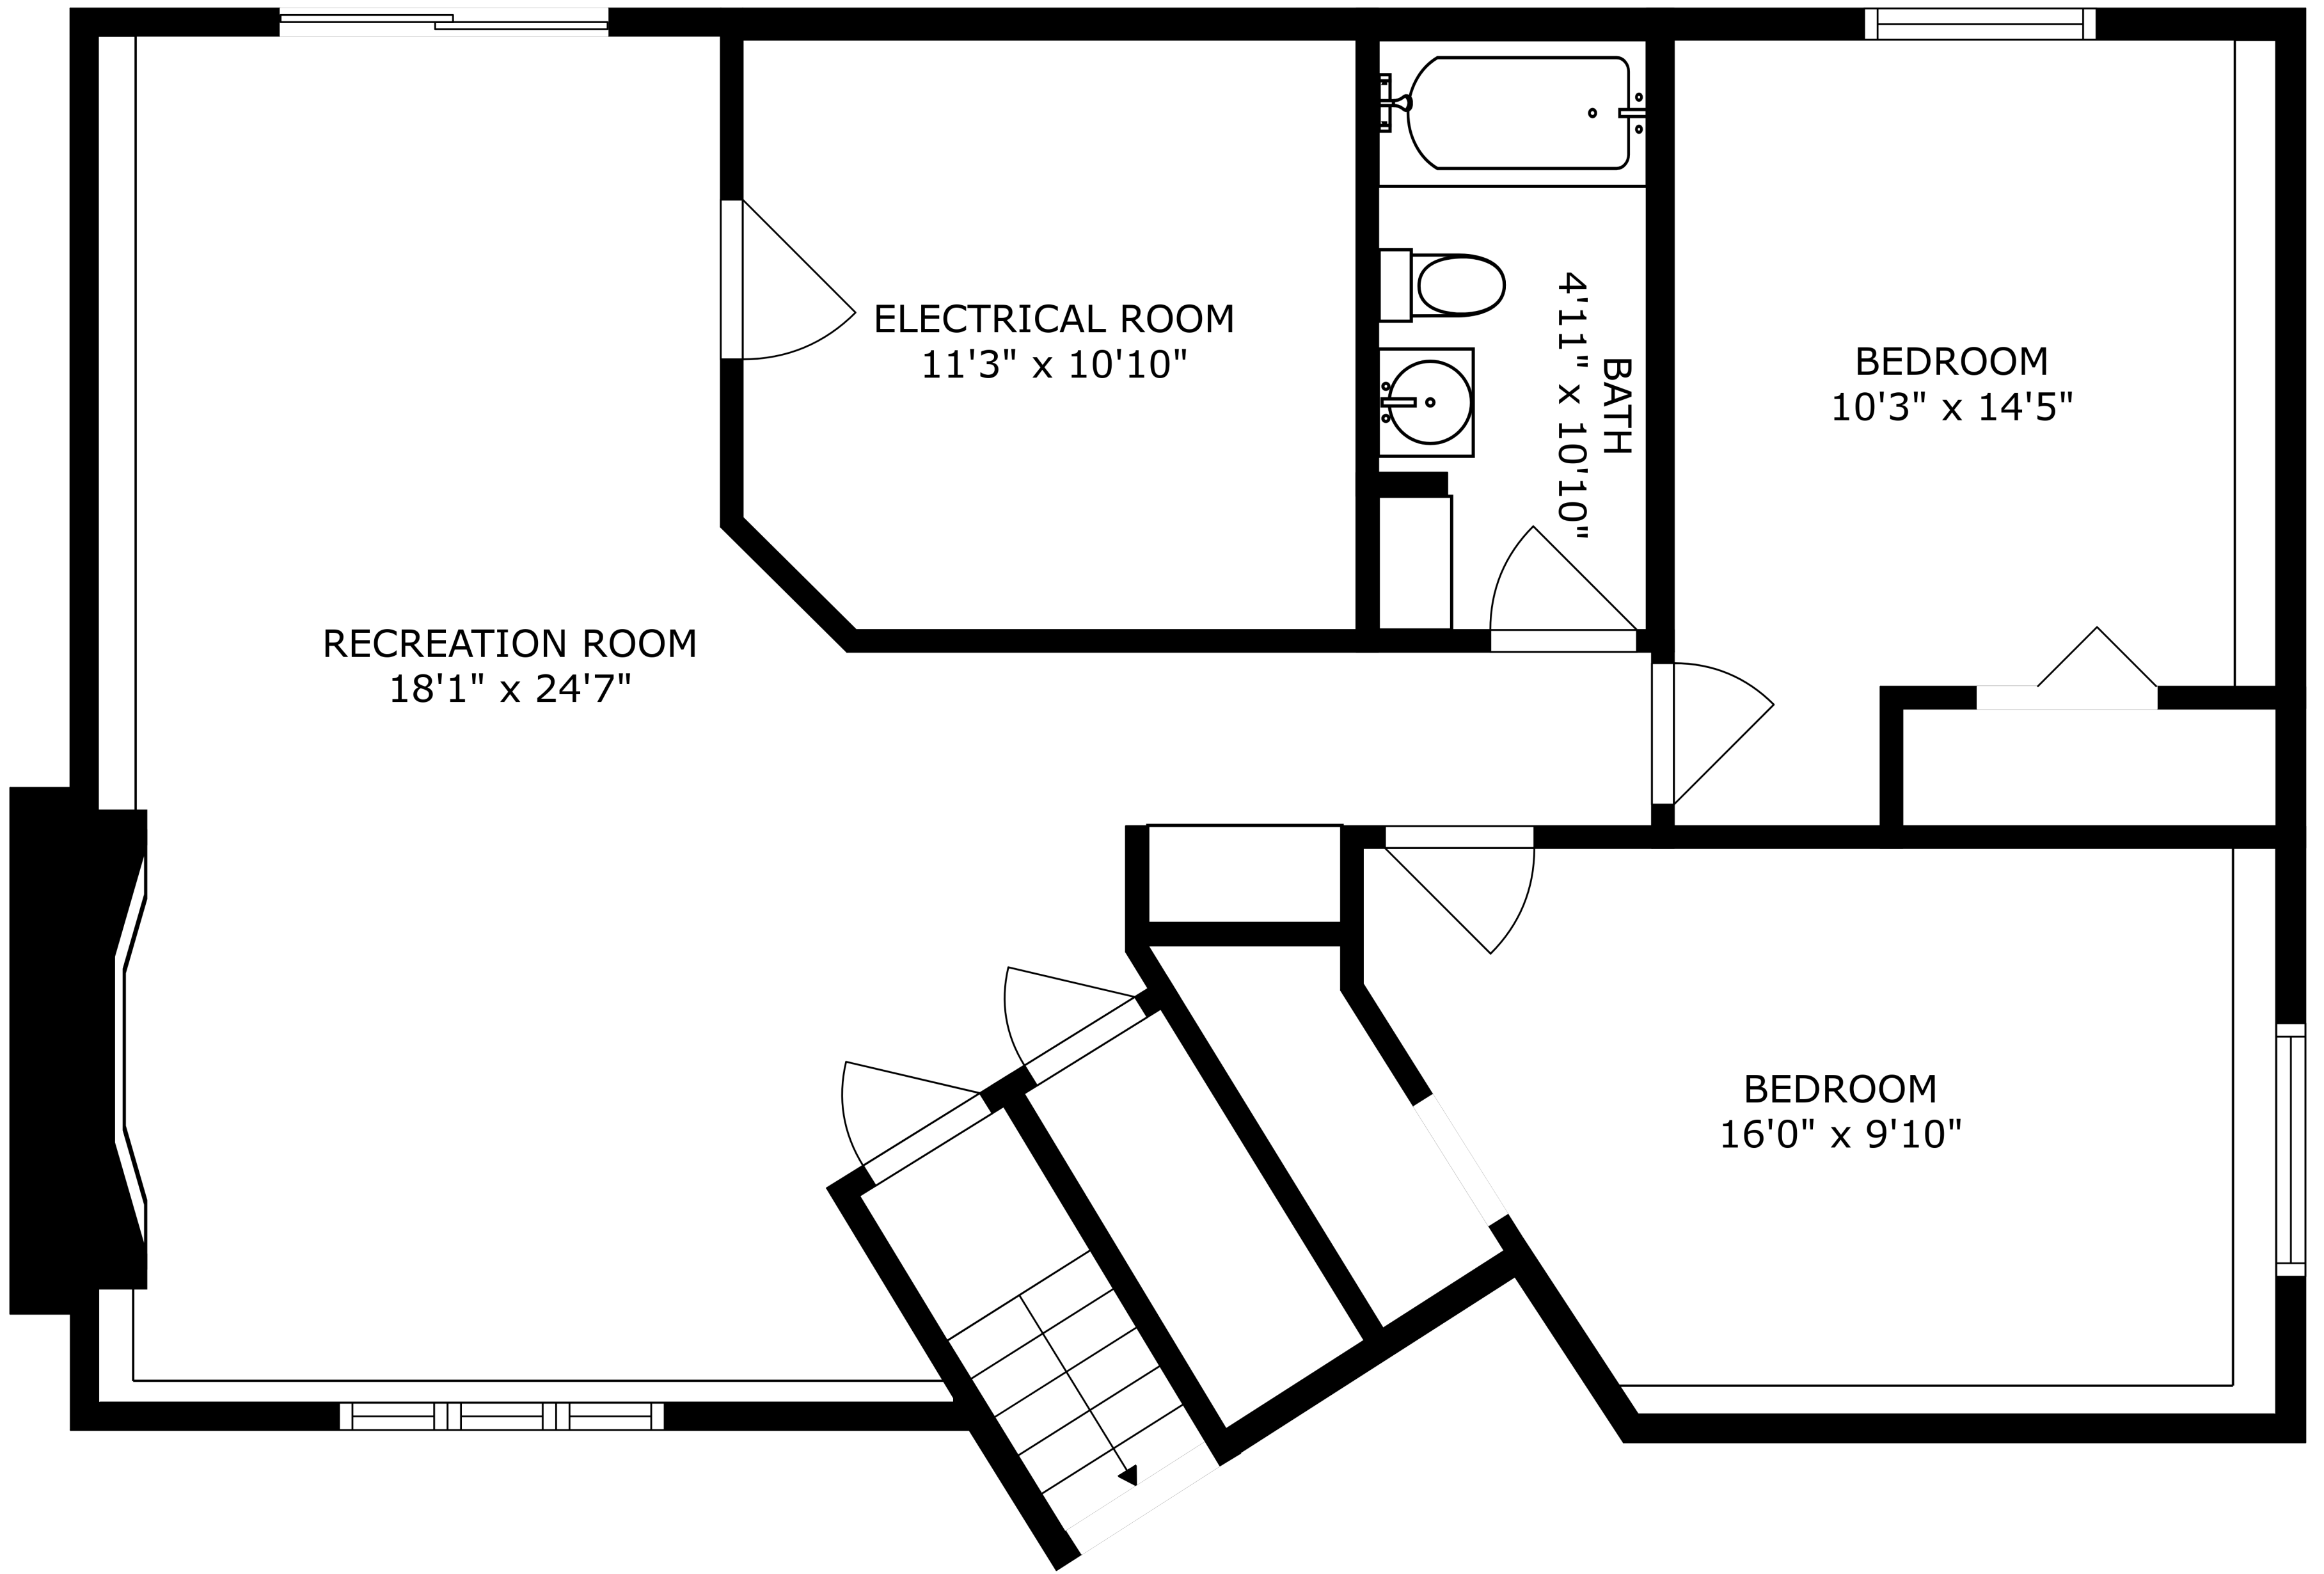 ELECTRICAL ROOM
11'3" x 10'10"
BATH
4'11" x 10'10"
BEDROOM
10'3" x 14'5"
RECREATION ROOM
18'1" x 24'7"
BEDROOM
16'0" x 9'10"